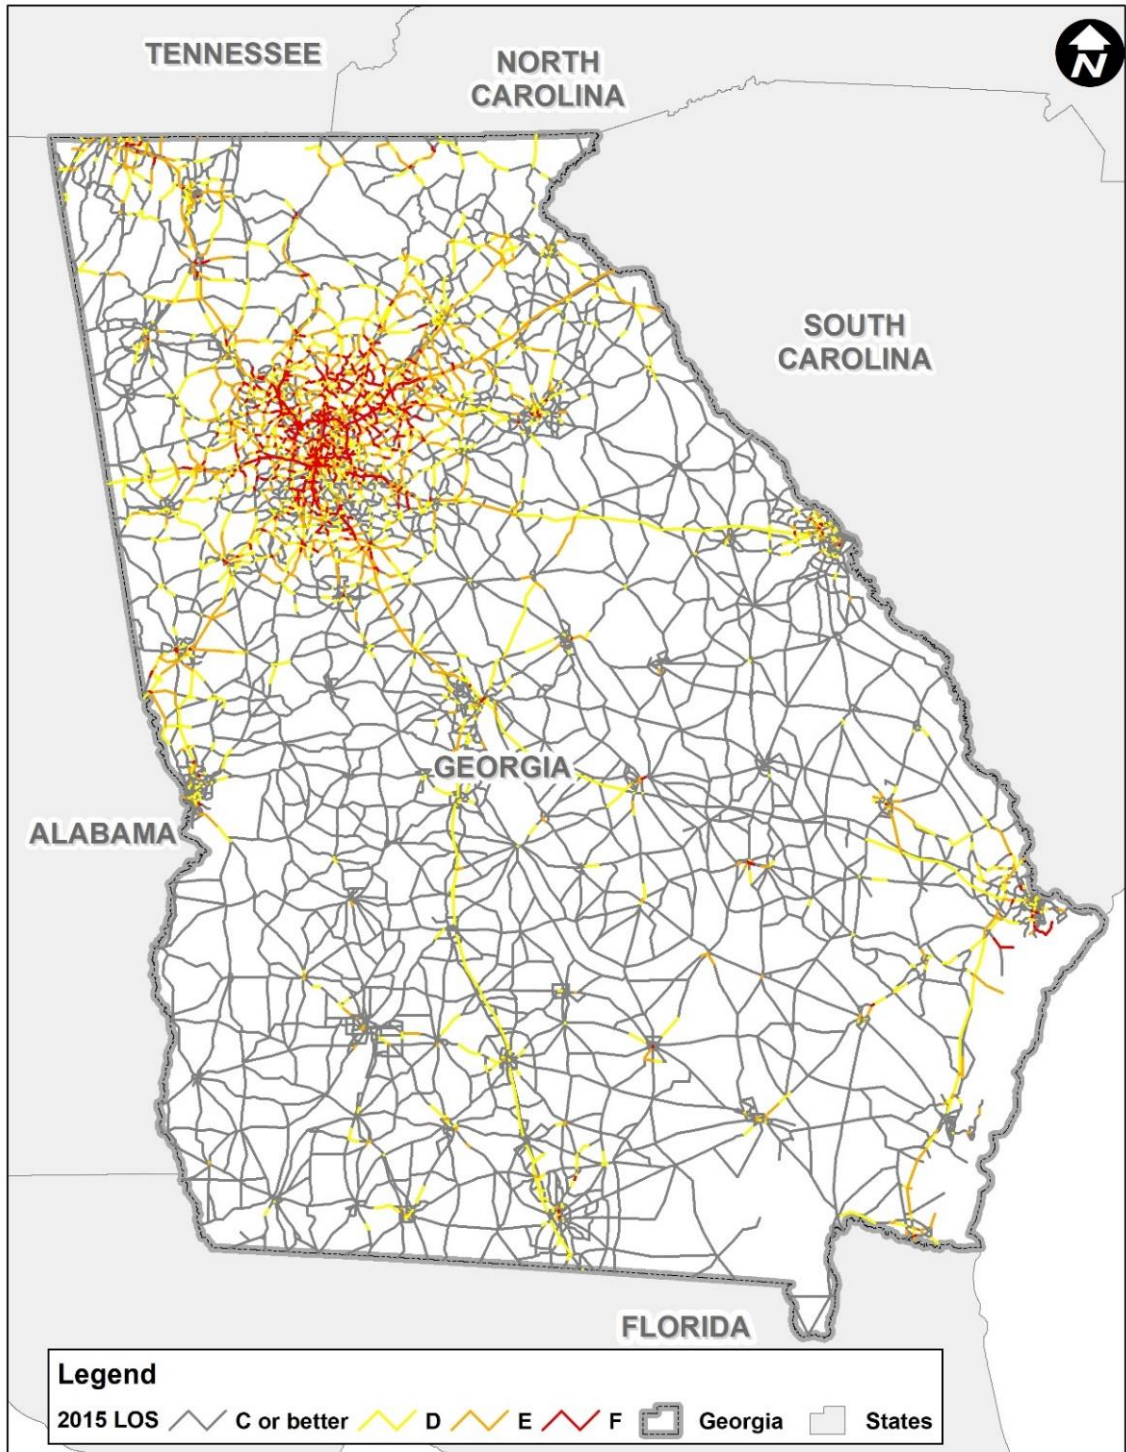 TENNESSEE
NORTH
CAROLINA
N
SOUTH
CAROLINA
GEORGIA
ALABAMA
FLORIDA
Legend
2015 LOS C or better D E F Georgia States